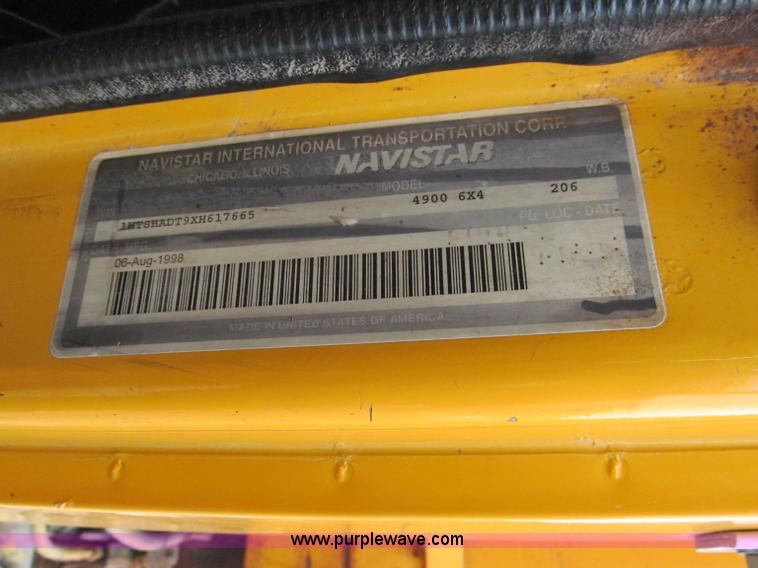 NAVISTAR INTERNATIONAL TRANSPORTATION CORP.
CHICAGO, ILLINOIS NAVISTAR
MODEL W.B.
1HTSHADT9XH617665 4900 6X4 206
PG. LOC - DATE
06-Aug-1998
MADE IN UNITED STATES OF AMERICA
www.purplewave.com